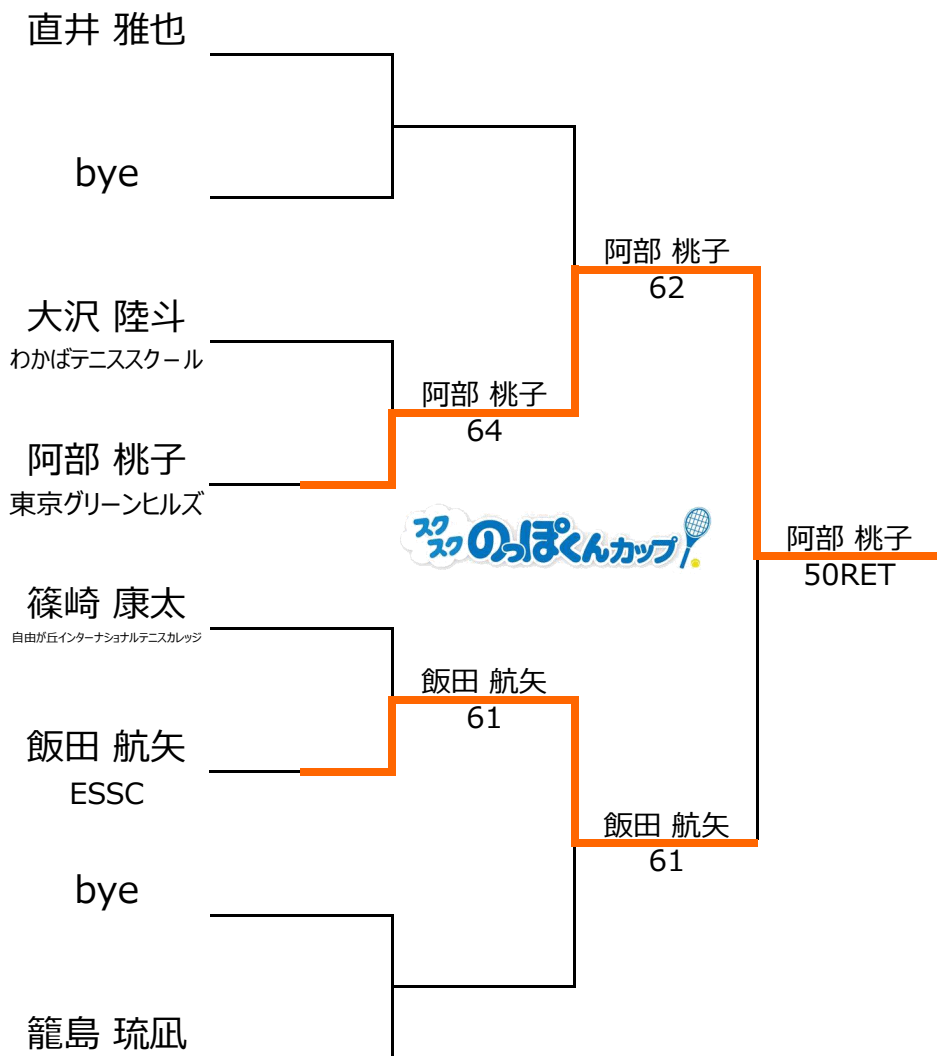 直井 雅也
bye
大沢 陸斗
わかばテニススクール
阿部 桃子
東京グリーンヒルズ
篠崎 康太
自由が丘インターナショナルテニスカレッジ
飯田 航矢
ESSC
bye
籠島 琉凪
阿部 桃子
64
飯田 航矢
61
阿部 桃子
62
飯田 航矢
61
スクスク のっぽくんカップ
阿部 桃子
50RET